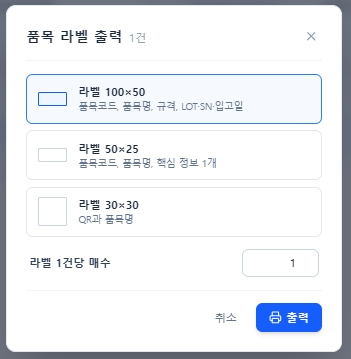 품목 라벨 출력 1건
라벨 100×50
품목코드, 품목명, 규격, LOT·SN·입고일
라벨 50×25
품목코드, 품목명, 핵심 정보 1개
라벨 30×30
QR과 품목명
라벨 1건당 매수 1
취소 출력